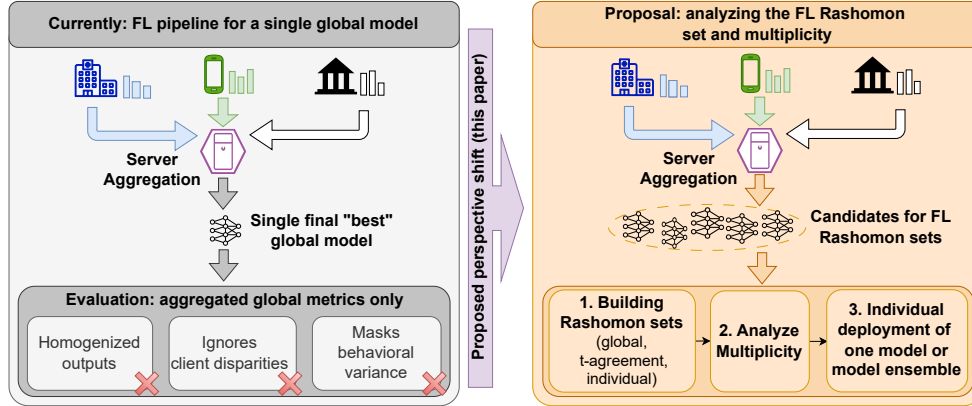 Currently: FL pipeline for a single global model
Server
Aggregation
Single final "best"
global model
Evaluation: aggregated global metrics only
Homogenized
outputs
Ignores
client disparities
Masks
behavioral
variance
Proposed perspective shift (this paper)
Proposal: analyzing the FL Rashomon
set and multiplicity
Server
Aggregation
Candidates for FL
Rashomon sets
1. Building
Rashomon sets
(global,
t-agreement,
individual)
2. Analyze
Multiplicity
3. Individual
deployment of
one model or
model ensemble